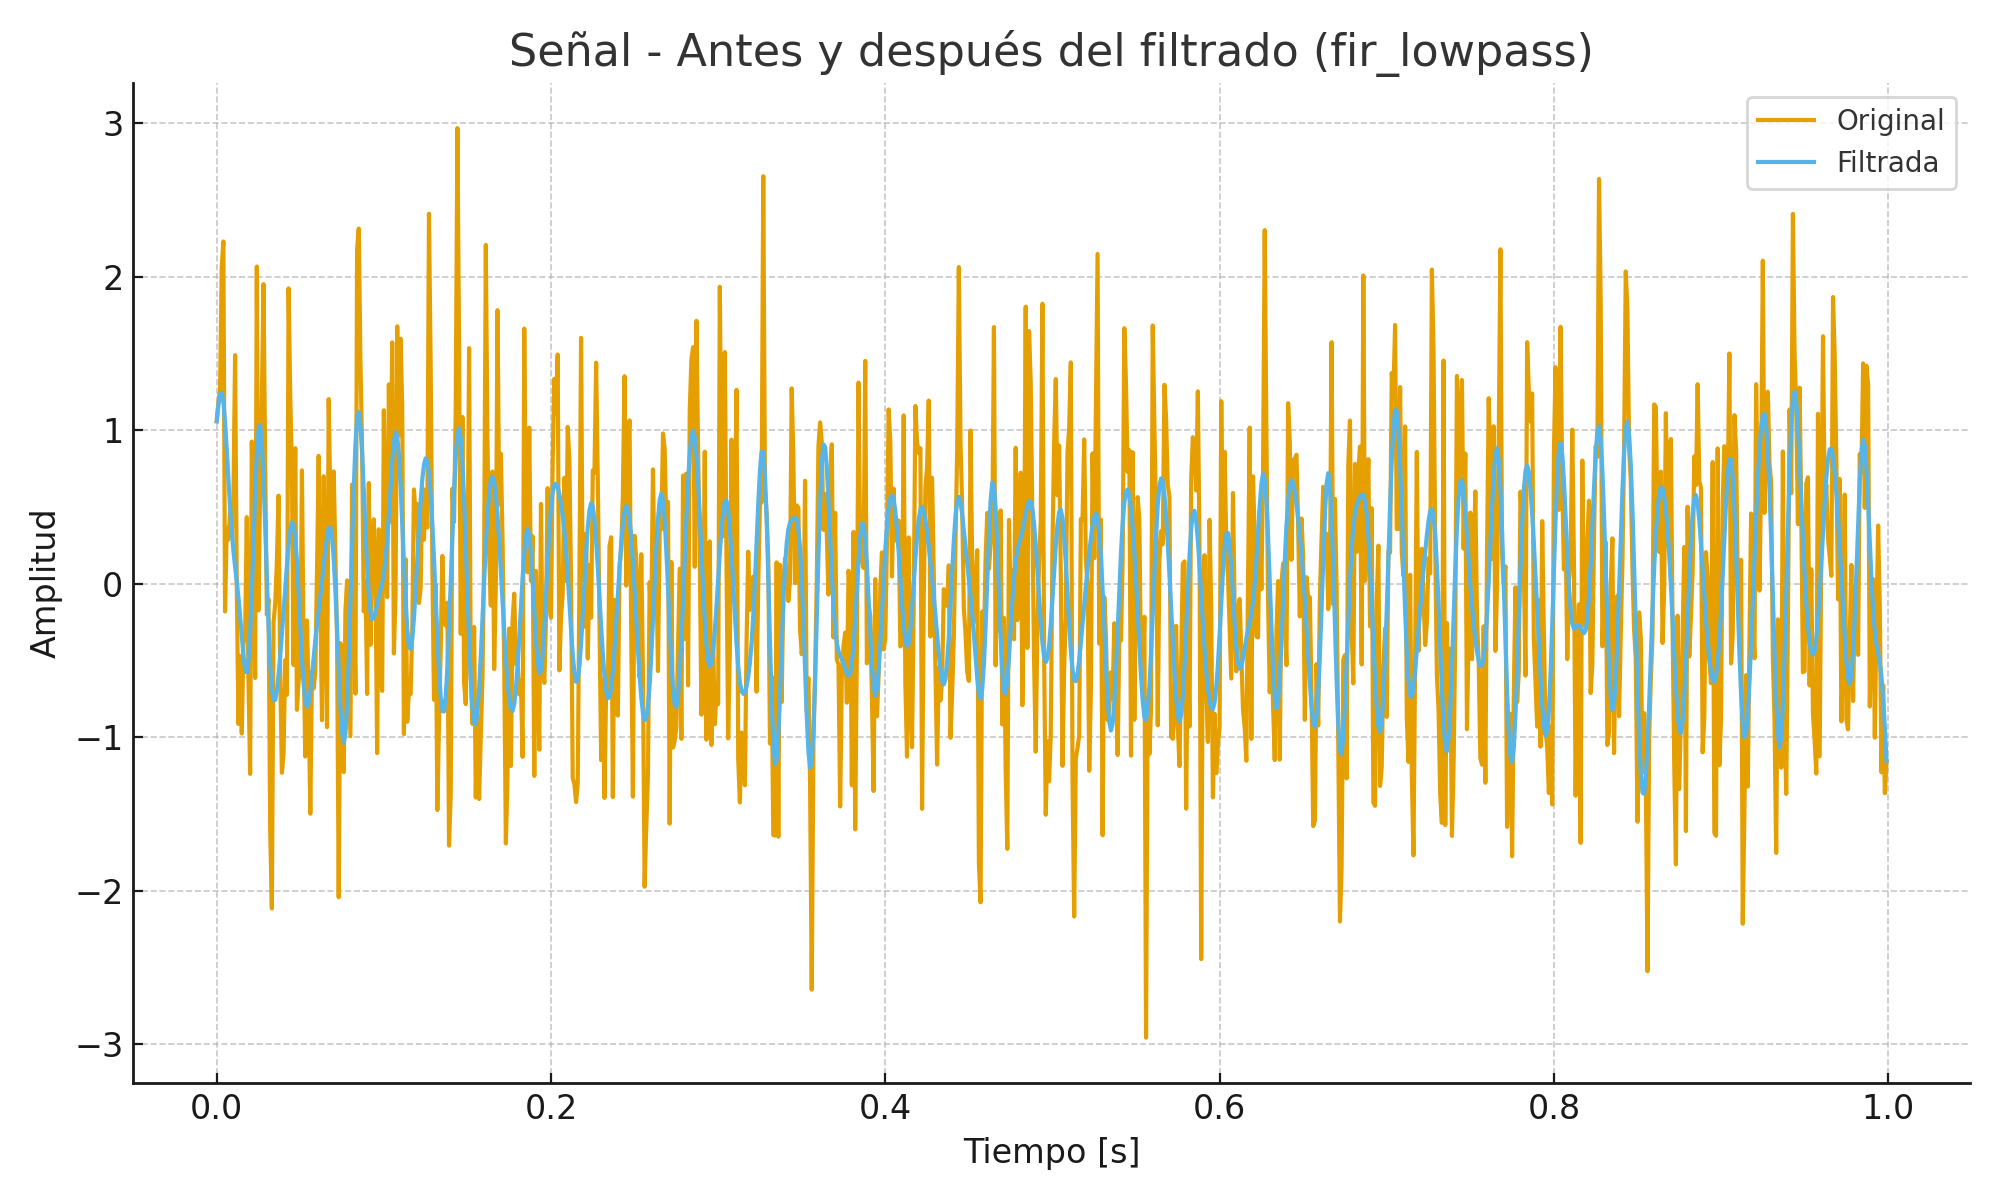 Señal - Antes y después del filtrado (fir_lowpass)
Original
Filtrada
3
2
1
0
−1
−2
−3
Amplitud
0.0
0.2
0.4
0.6
0.8
1.0
Tiempo [s]